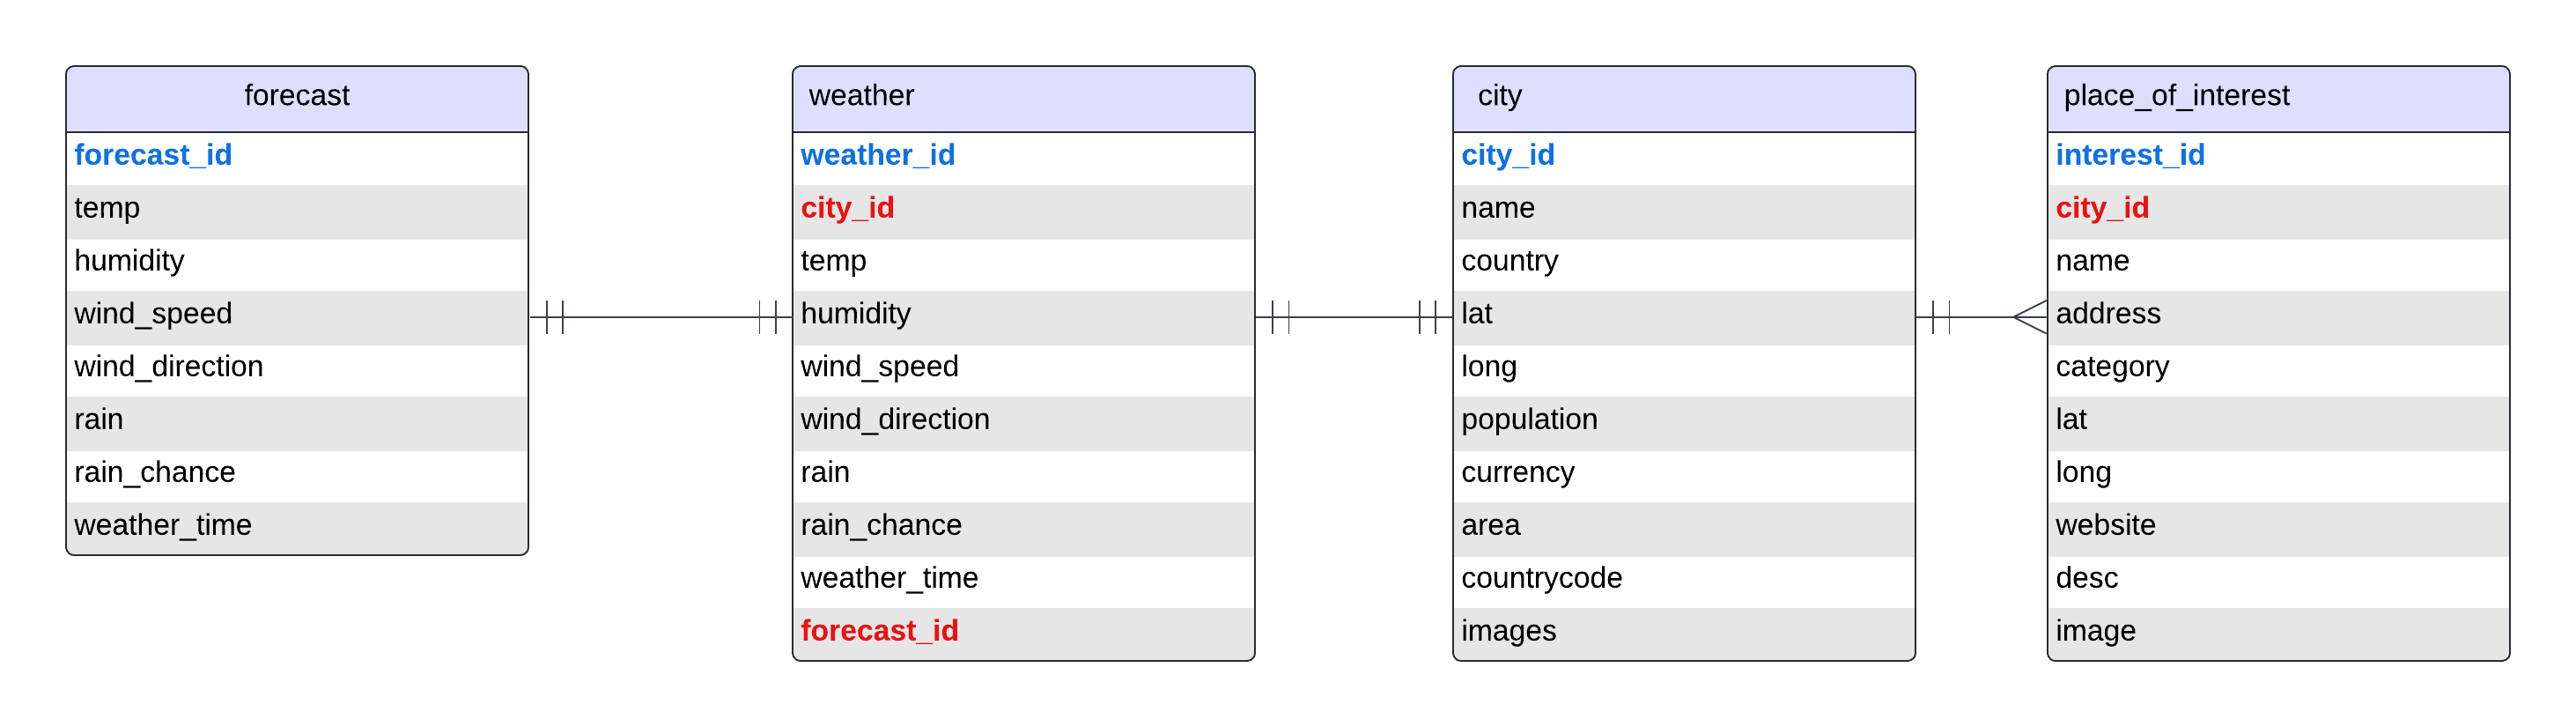 forecast
forecast_id
temp
humidity
wind_speed
wind_direction
rain
rain_chance
weather_time
weather
weather_id
city_id
temp
humidity
wind_speed
wind_direction
rain
rain_chance
weather_time
forecast_id
city
city_id
name
country
lat
long
population
currency
area
countrycode
images
place_of_interest
interest_id
city_id
name
address
category
lat
long
website
desc
image